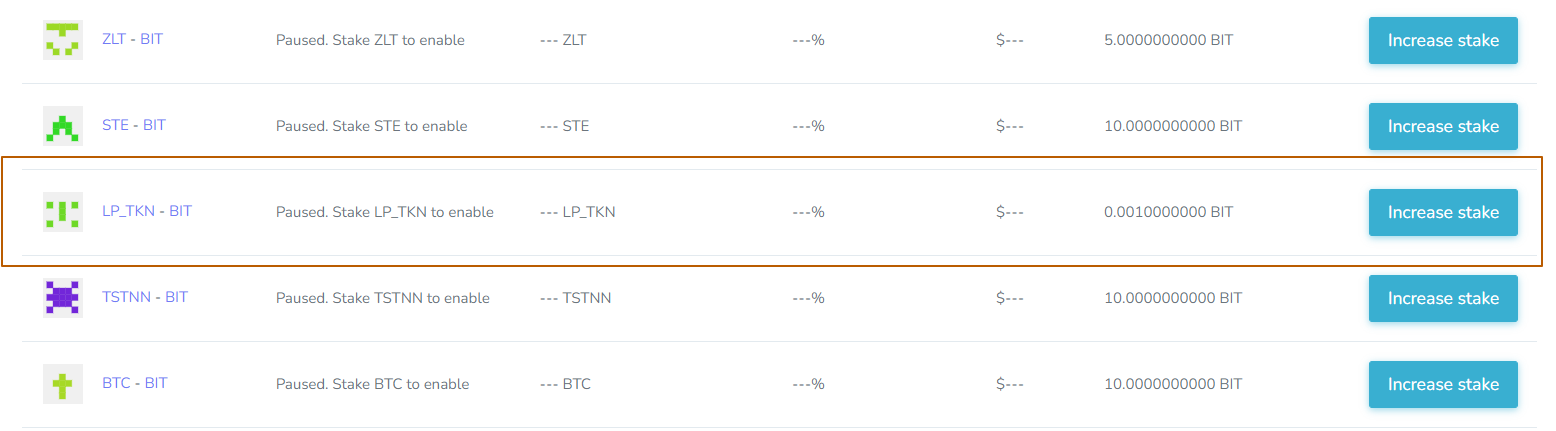 ZLT - BIT Paused. Stake ZLT to enable --- ZLT ---% $--- 5.0000000000 BIT Increase stake
STE - BIT Paused. Stake STE to enable --- STE ---% $--- 10.0000000000 BIT Increase stake
LP_TKN - BIT Paused. Stake LP_TKN to enable --- LP_TKN ---% $--- 0.0010000000 BIT Increase stake
TSTNN - BIT Paused. Stake TSTNN to enable --- TSTNN ---% $--- 10.0000000000 BIT Increase stake
BTC - BIT Paused. Stake BTC to enable --- BTC ---% $--- 10.0000000000 BIT Increase stake